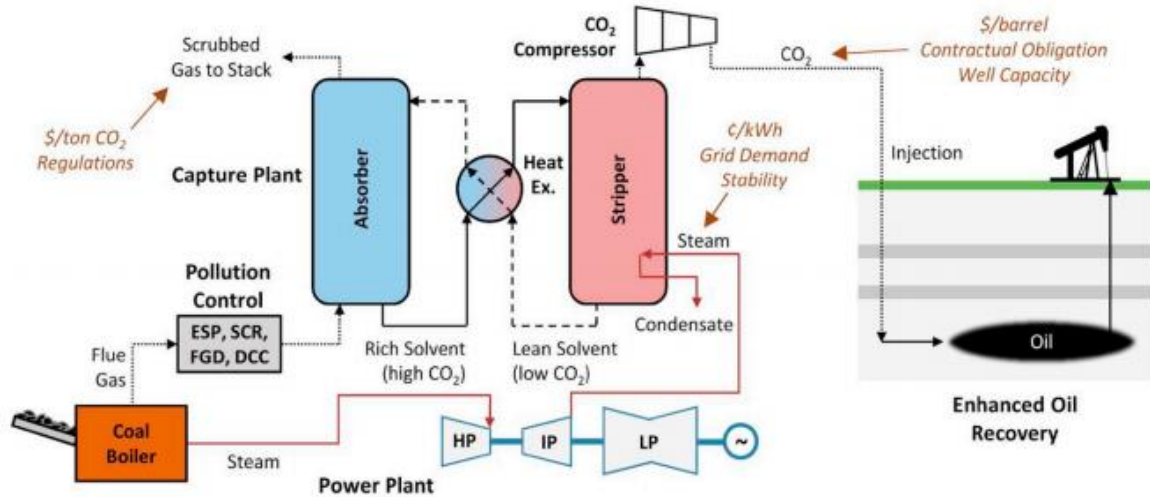 CO₂
Compressor
Scrubbed
Gas to Stack
$/ton CO₂
Regulations
$/barrel
Contractual Obligation
Well Capacity
CO₂
Capture Plant
Absorber
Heat
Ex.
Stripper
¢/kWh
Grid Demand
Stability
Steam
Condensate
Injection
Pollution
Control
ESP, SCR,
FGD, DCC
Flue
Gas
Rich Solvent
(high CO₂)
Lean Solvent
(low CO₂)
Oil
Enhanced Oil
Recovery
Coal
Boiler
Steam
HP
IP
LP
~
Power Plant